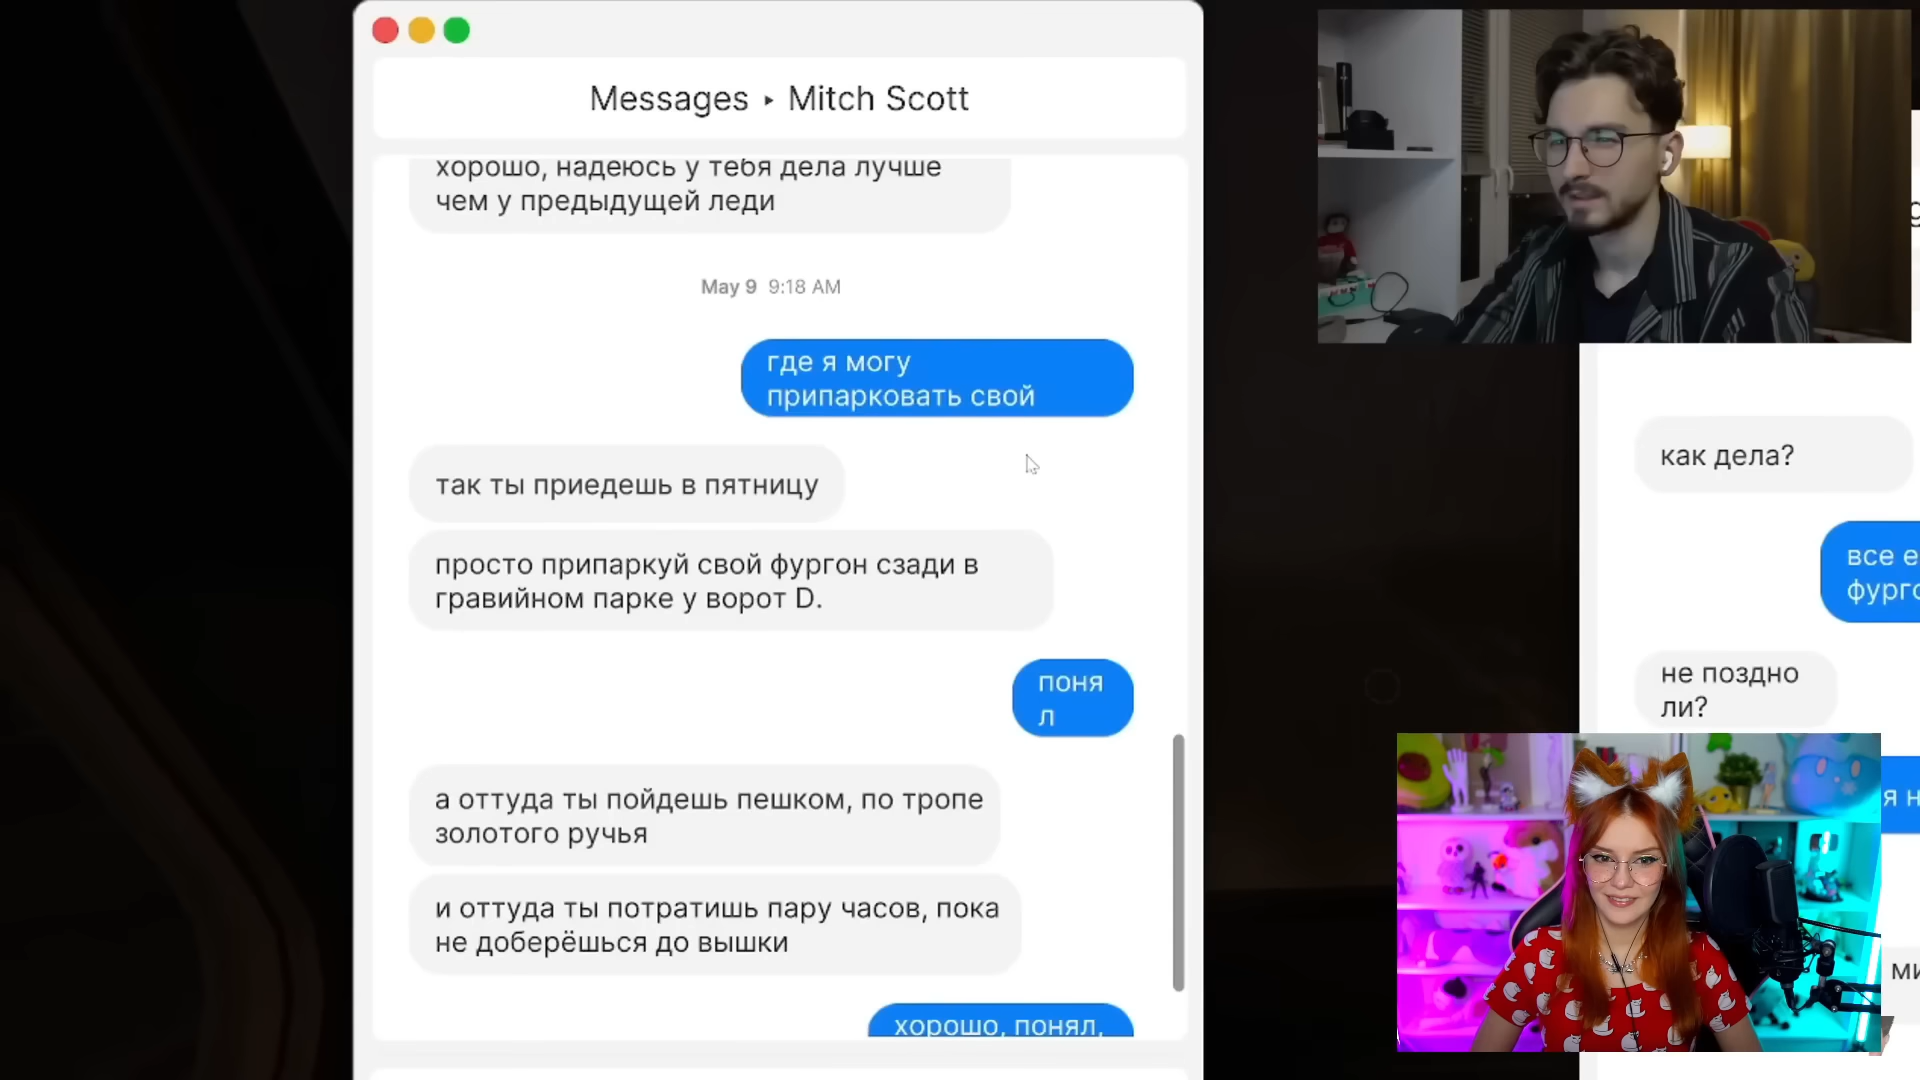 Messages ▸ Mitch Scott
хорошо, надеюсь у тебя дела лучше
чем у предыдущей леди
May 9 9:18 AM
где я могу
припарковать свой
так ты приедешь в пятницу
просто припаркуй свой фургон сзади в
гравийном парке у ворот D.
поня
л
а оттуда ты пойдешь пешком, по тропе
золотого ручья
и оттуда ты потратишь пару часов, пока
не доберёшься до вышки
хорошо, понял,
как дела?
все
не поздно
ли?
я